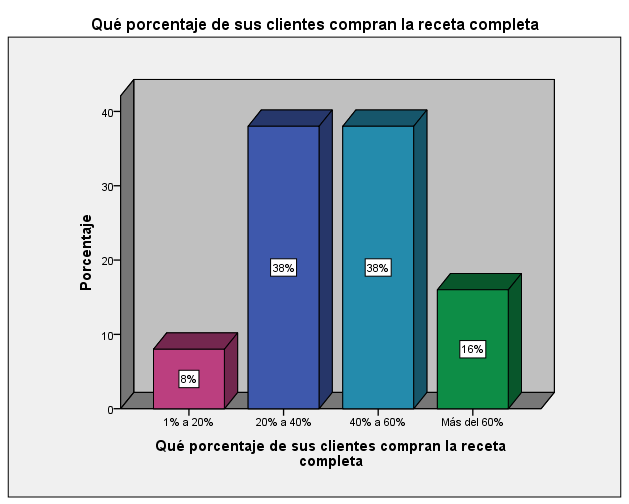 Qué porcentaje de sus clientes compran la receta completa
40
30
20
10
0
Porcentaje
8%
38%
38%
16%
1% a 20%
20% a 40%
40% a 60%
Más del 60%
Qué porcentaje de sus clientes compran la receta
completa